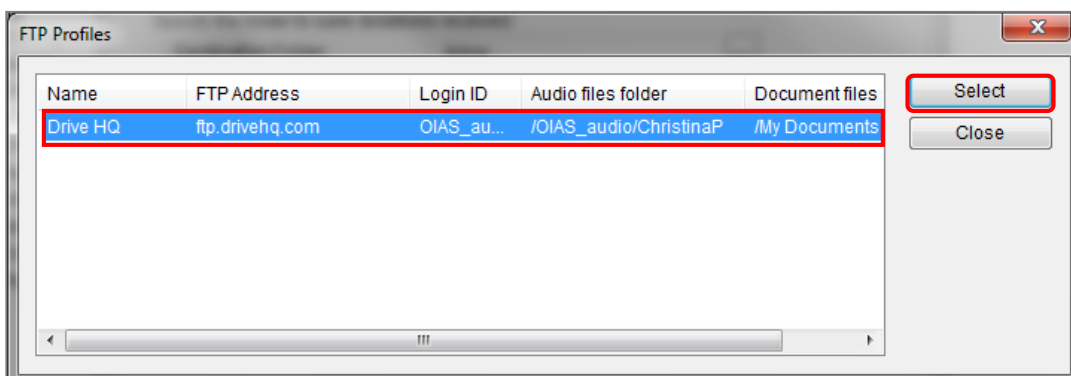 FTP Profiles
Name FTP Address Login ID Audio files folder Document files
Drive HQ ftp.drivehq.com OIAS_au... /OIAS_audio/ChristinaP /My Documents
Select
Close